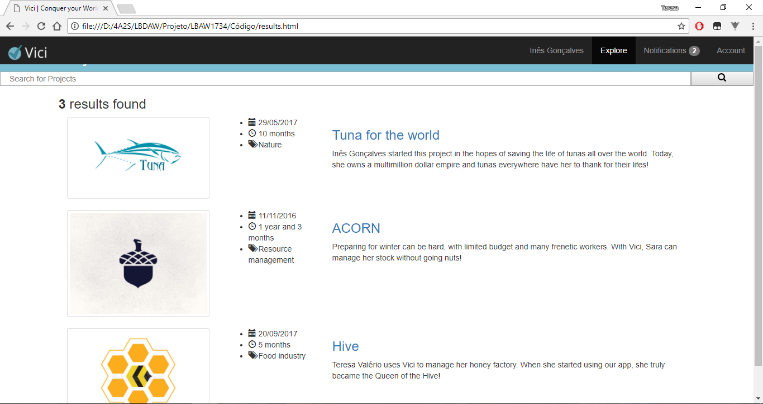 Vici | Conquer your World
Teresa
file:///D:/4A2S/LBDAW/Projeto/LBAW1734/Código/results.html
Vici
Inês Gonçalves
Explore
Notifications 2
Account
Search for Projects
3 results found
TUNA
29/05/2017
10 months
Nature
Tuna for the world
Inês Gonçalves started this project in the hopes of saving the life of tunas all over the world. Today,
she owns a multimillion dollar empire and tunas everywhere have her to thank for their lifes!
11/11/2016
1 year and 3
months
Resource
management
ACORN
Preparing for winter can be hard, with limited budget and many frenetic workers. With Vici, Sara can
manage her stock without going nuts!
20/09/2017
5 months
Food industry
Hive
Teresa Valério uses Vici to manage her honey factory. When she started using our app, she truly
became the Queen of the Hive!